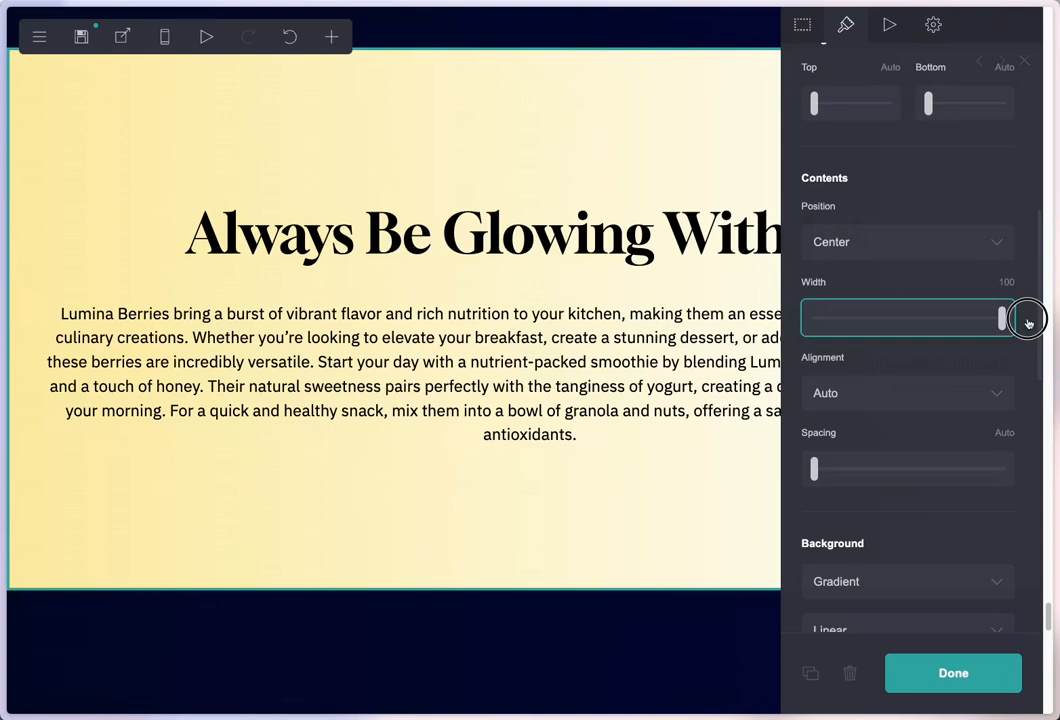 Top
Auto
Bottom
Auto
Contents
Position
Center
Width
100
Alignment
Auto
Spacing
Auto
Background
Gradient
Linear
Done
Always Be Glowing With
Lumina Berries bring a burst of vibrant flavor and rich nutrition to your kitchen, making them an esse
culinary creations. Whether you're looking to elevate your breakfast, create a stunning dessert, or
these berries are incredibly versatile. Start your day with a nutrient-packed smoothie by blending Lum
and a touch of honey. Their natural sweetness pairs perfectly with the tanginess of yogurt, creating a
your morning. For a quick and healthy snack, mix them into a bowl of granola and nuts, offering a sa
antioxidants.